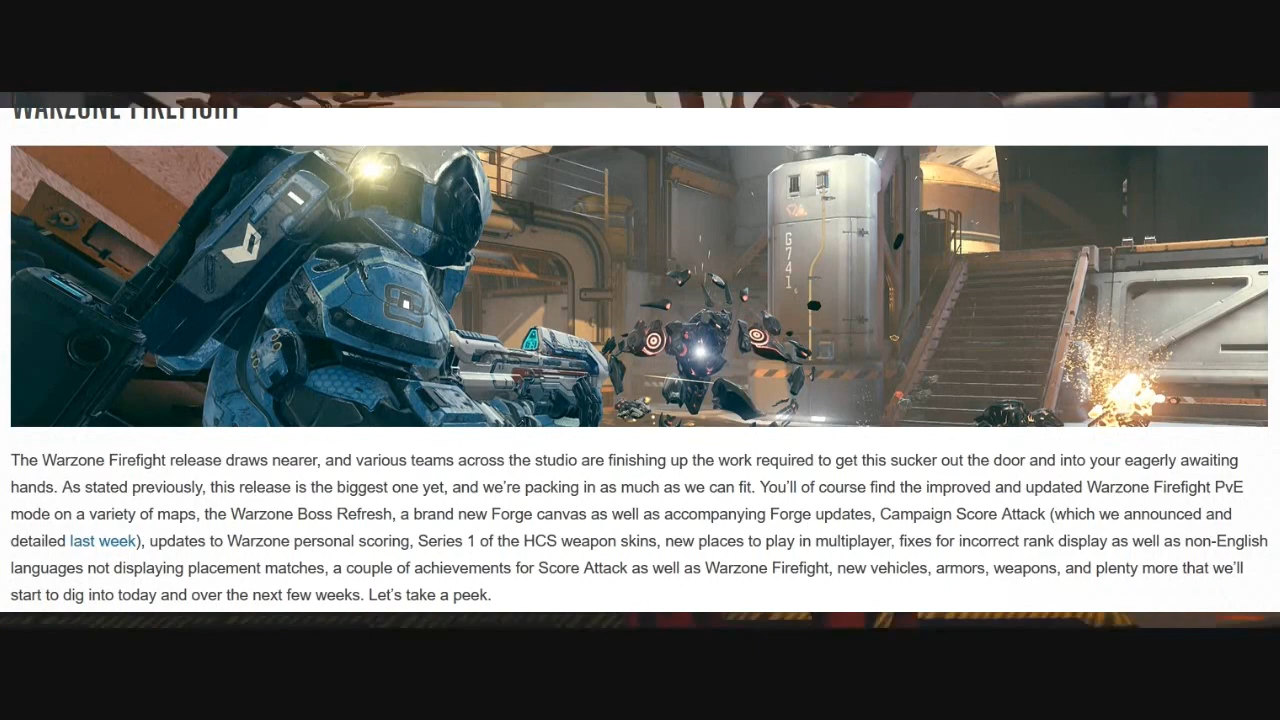 WARZONE FIREFIGHT
G741
The Warzone Firefight release draws nearer, and various teams across the studio are finishing up the work required to get this sucker out the door and into your eagerly awaiting
hands. As stated previously, this release is the biggest one yet, and we're packing in as much as we can fit. You'll of course find the improved and updated Warzone Firefight PvE
mode on a variety of maps, the Warzone Boss Refresh, a brand new Forge canvas as well as accompanying Forge updates, Campaign Score Attack (which we announced and
detailed last week), updates to Warzone personal scoring, Series 1 of the HCS weapon skins, new places to play in multiplayer, fixes for incorrect rank display as well as non-English
languages not displaying placement matches, a couple of achievements for Score Attack as well as Warzone Firefight, new vehicles, armors, weapons, and plenty more that we'll
start to dig into today and over the next few weeks. Let's take a peek.